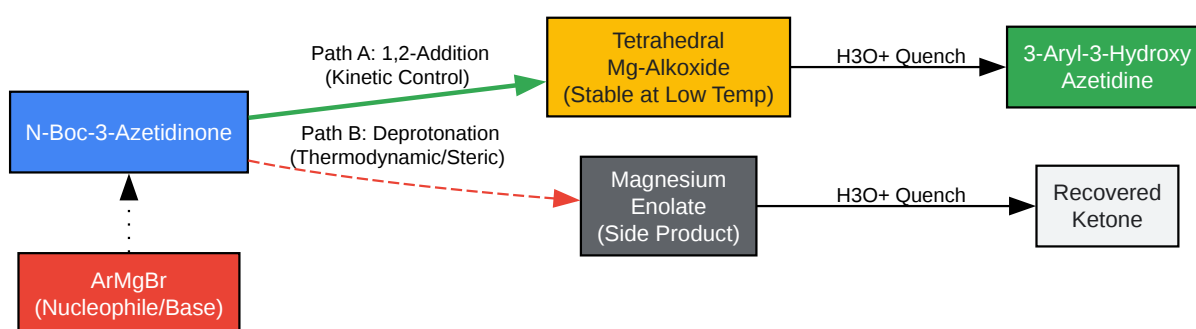 N-Boc-3-Azetidinone
ArMgBr
(Nucleophile/Base)
Path A: 1,2-Addition
(Kinetic Control)
Path B: Deprotonation
(Thermodynamic/Steric)
Tetrahedral
Mg-Alkoxide
(Stable at Low Temp)
H3O+ Quench
3-Aryl-3-Hydroxy
Azetidine
Magnesium
Enolate
(Side Product)
H3O+ Quench
Recovered
Ketone